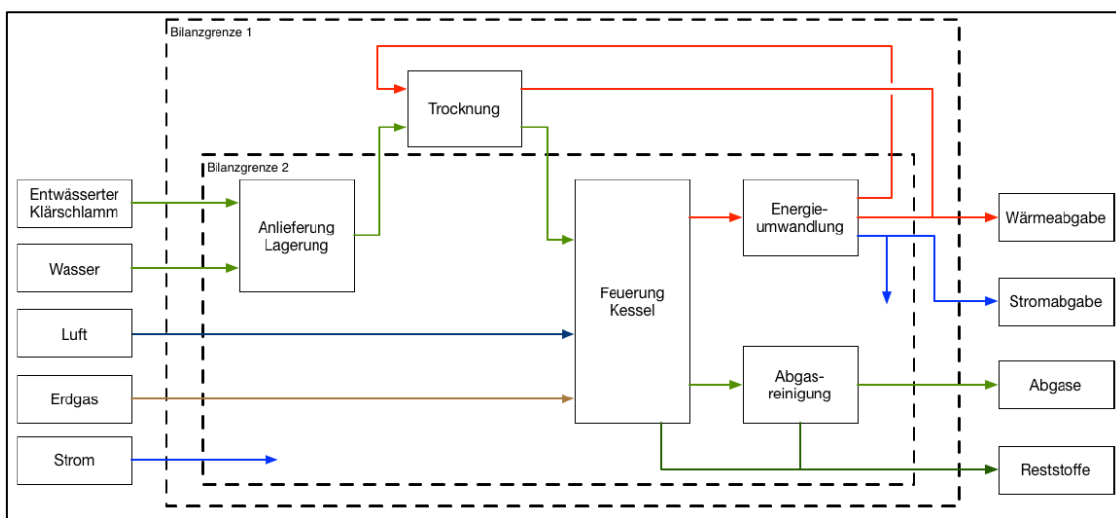 Bilanzgrenze 1
Trocknung
Bilanzgrenze 2
Entwässerter
Klärschlamm
Anlieferung
Lagerung
Energie-
umwandlung
Wärmeabgabe
Wasser
Feuerung
Kessel
Stromabgabe
Luft
Abgas-
reinigung
Abgase
Erdgas
Strom
Reststoffe